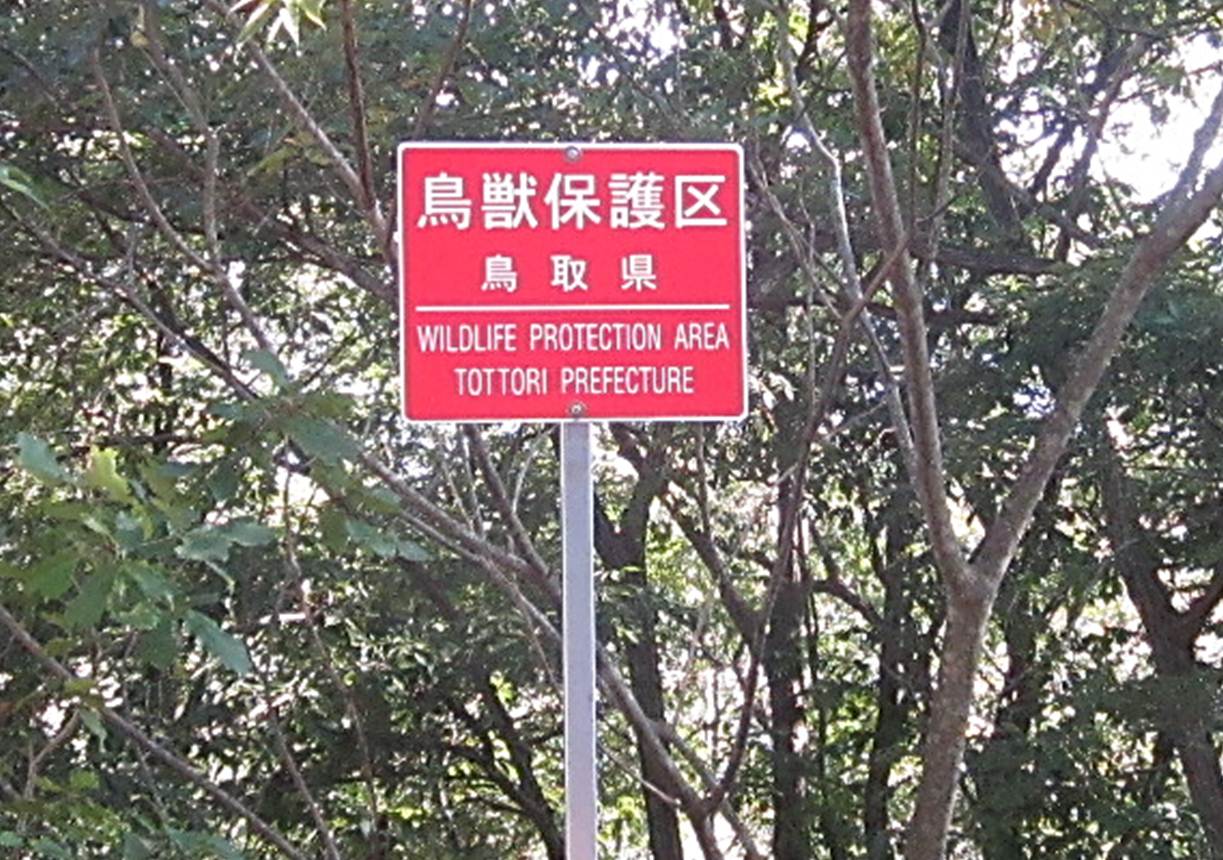 鳥獣保護区
鳥取県
WILDLIFE PROTECTION AREA
TOTTORI PREFECTURE